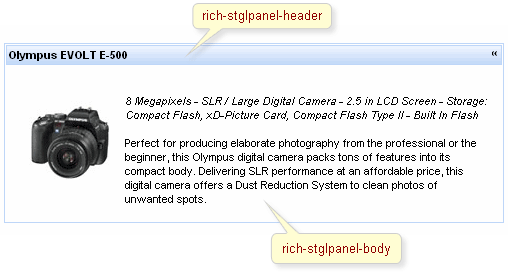 rich-stglpanel-header
Olympus EVOLT E-500 «
8 Megapixels - SLR / Large Digital Camera - 2.5 in LCD Screen - Storage:
Compact Flash, xD-Picture Card, Compact Flash Type II - Built In Flash
Perfect for producing elaborate photography from the professional or the
beginner, this Olympus digital camera packs tons of features into its
compact body. Delivering SLR performance at an affordable price, this
digital camera offers a Dust Reduction System to clean photos of
unwanted spots.
rich-stglpanel-body